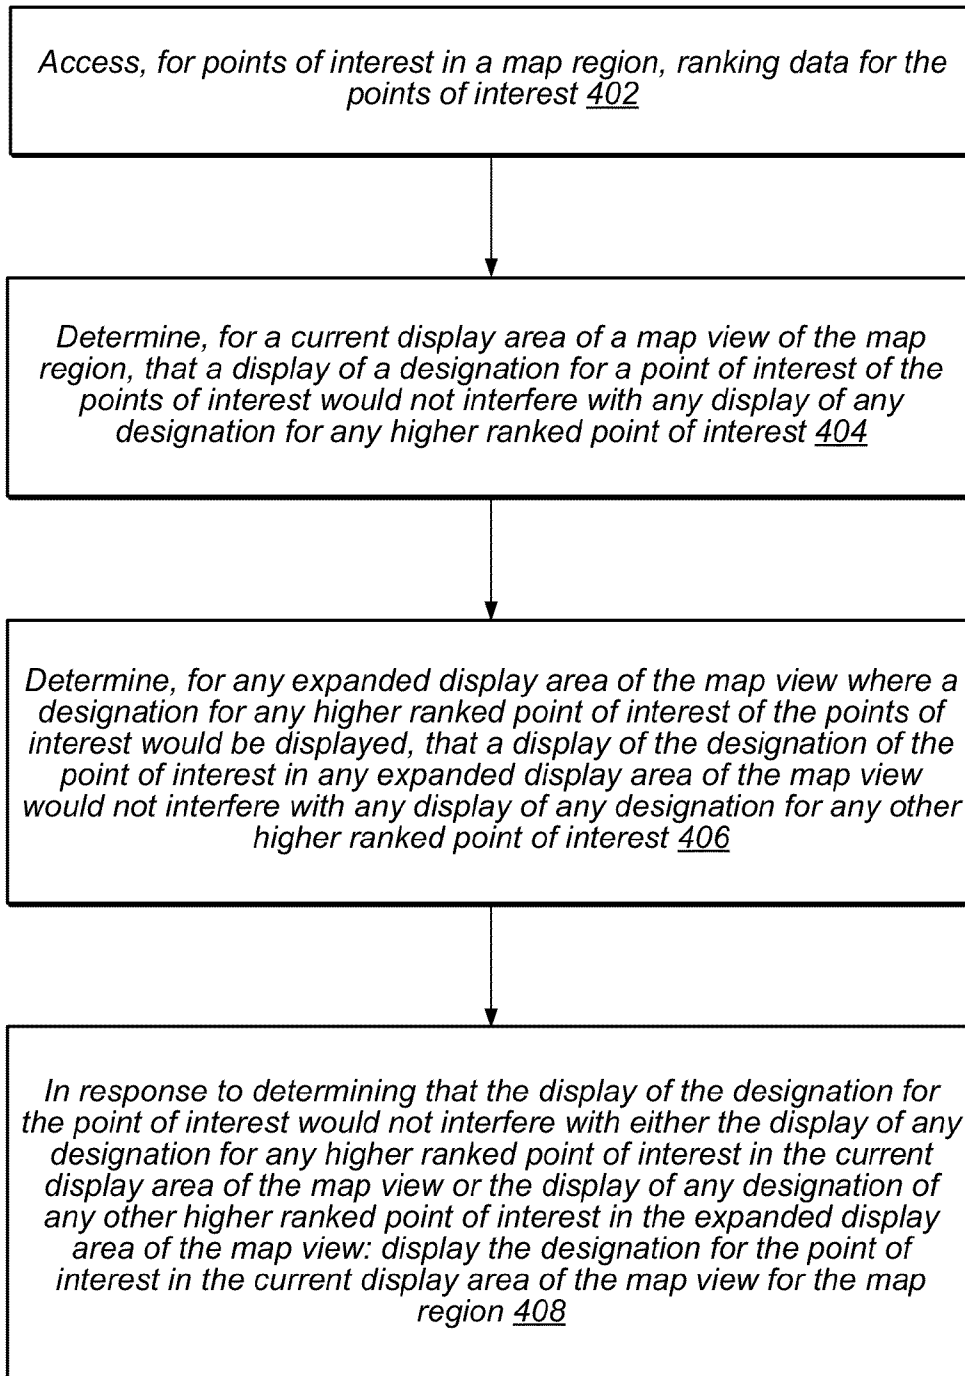 Access, for points of interest in a map region, ranking data for the
points of interest 402
Determine, for a current display area of a map view of the map
region, that a display of a designation for a point of interest of the
points of interest would not interfere with any display of any
designation for any higher ranked point of interest 404
Determine, for any expanded display area of the map view where a
designation for any higher ranked point of interest of the points of
interest would be displayed, that a display of the designation of the
point of interest in any expanded display area of the map view
would not interfere with any display of any designation for any other
higher ranked point of interest 406
In response to determining that the display of the designation for
the point of interest would not interfere with either the display of any
designation for any higher ranked point of interest in the current
display area of the map view or the display of any designation of
any other higher ranked point of interest in the expanded display
area of the map view: display the designation for the point of
interest in the current display area of the map view for the map
region 408